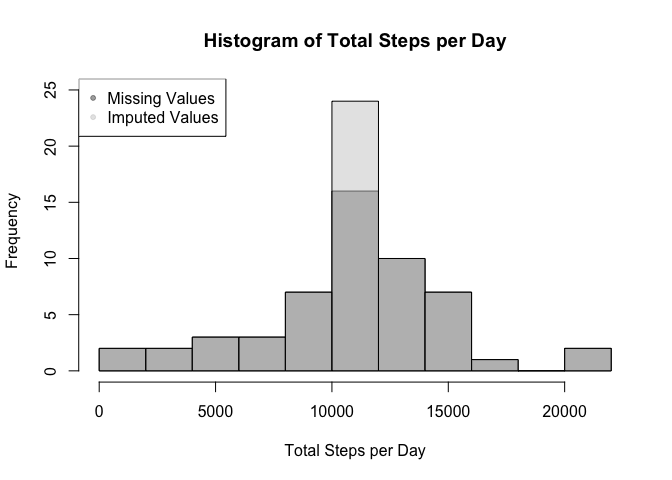 Histogram of Total Steps per Day
Missing Values
Imputed Values
Frequency
25
20
15
10
5
0
0 5000 10000 15000 20000
Total Steps per Day